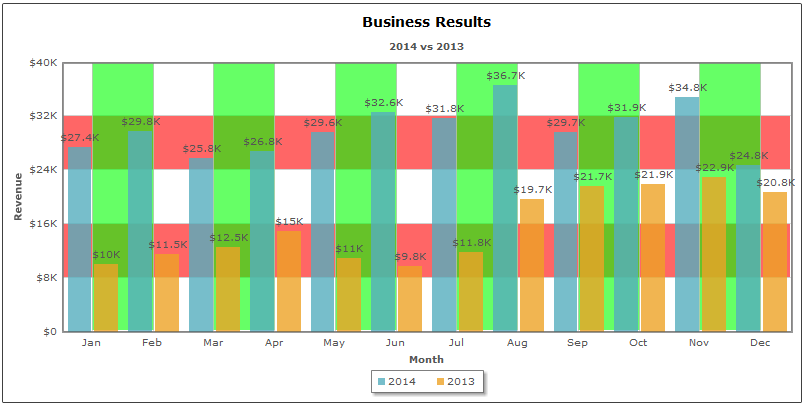 Business Results
2014 vs 2013
$40K
$32K
$24K
$16K
$8K
$0
Revenue
$27.4K
$29.8K
$25.8K
$26.8K
$29.6K
$32.6K
$31.8K
$36.7K
$29.7K
$31.9K
$34.8K
$24.8K
$10K
$11.5K
$12.5K
$15K
$11K
$9.8K
$11.8K
$19.7K
$21.7K
$21.9K
$22.9K
$20.8K
Jan Feb Mar Apr May Jun Jul Aug Sep Oct Nov Dec
Month
2014 2013